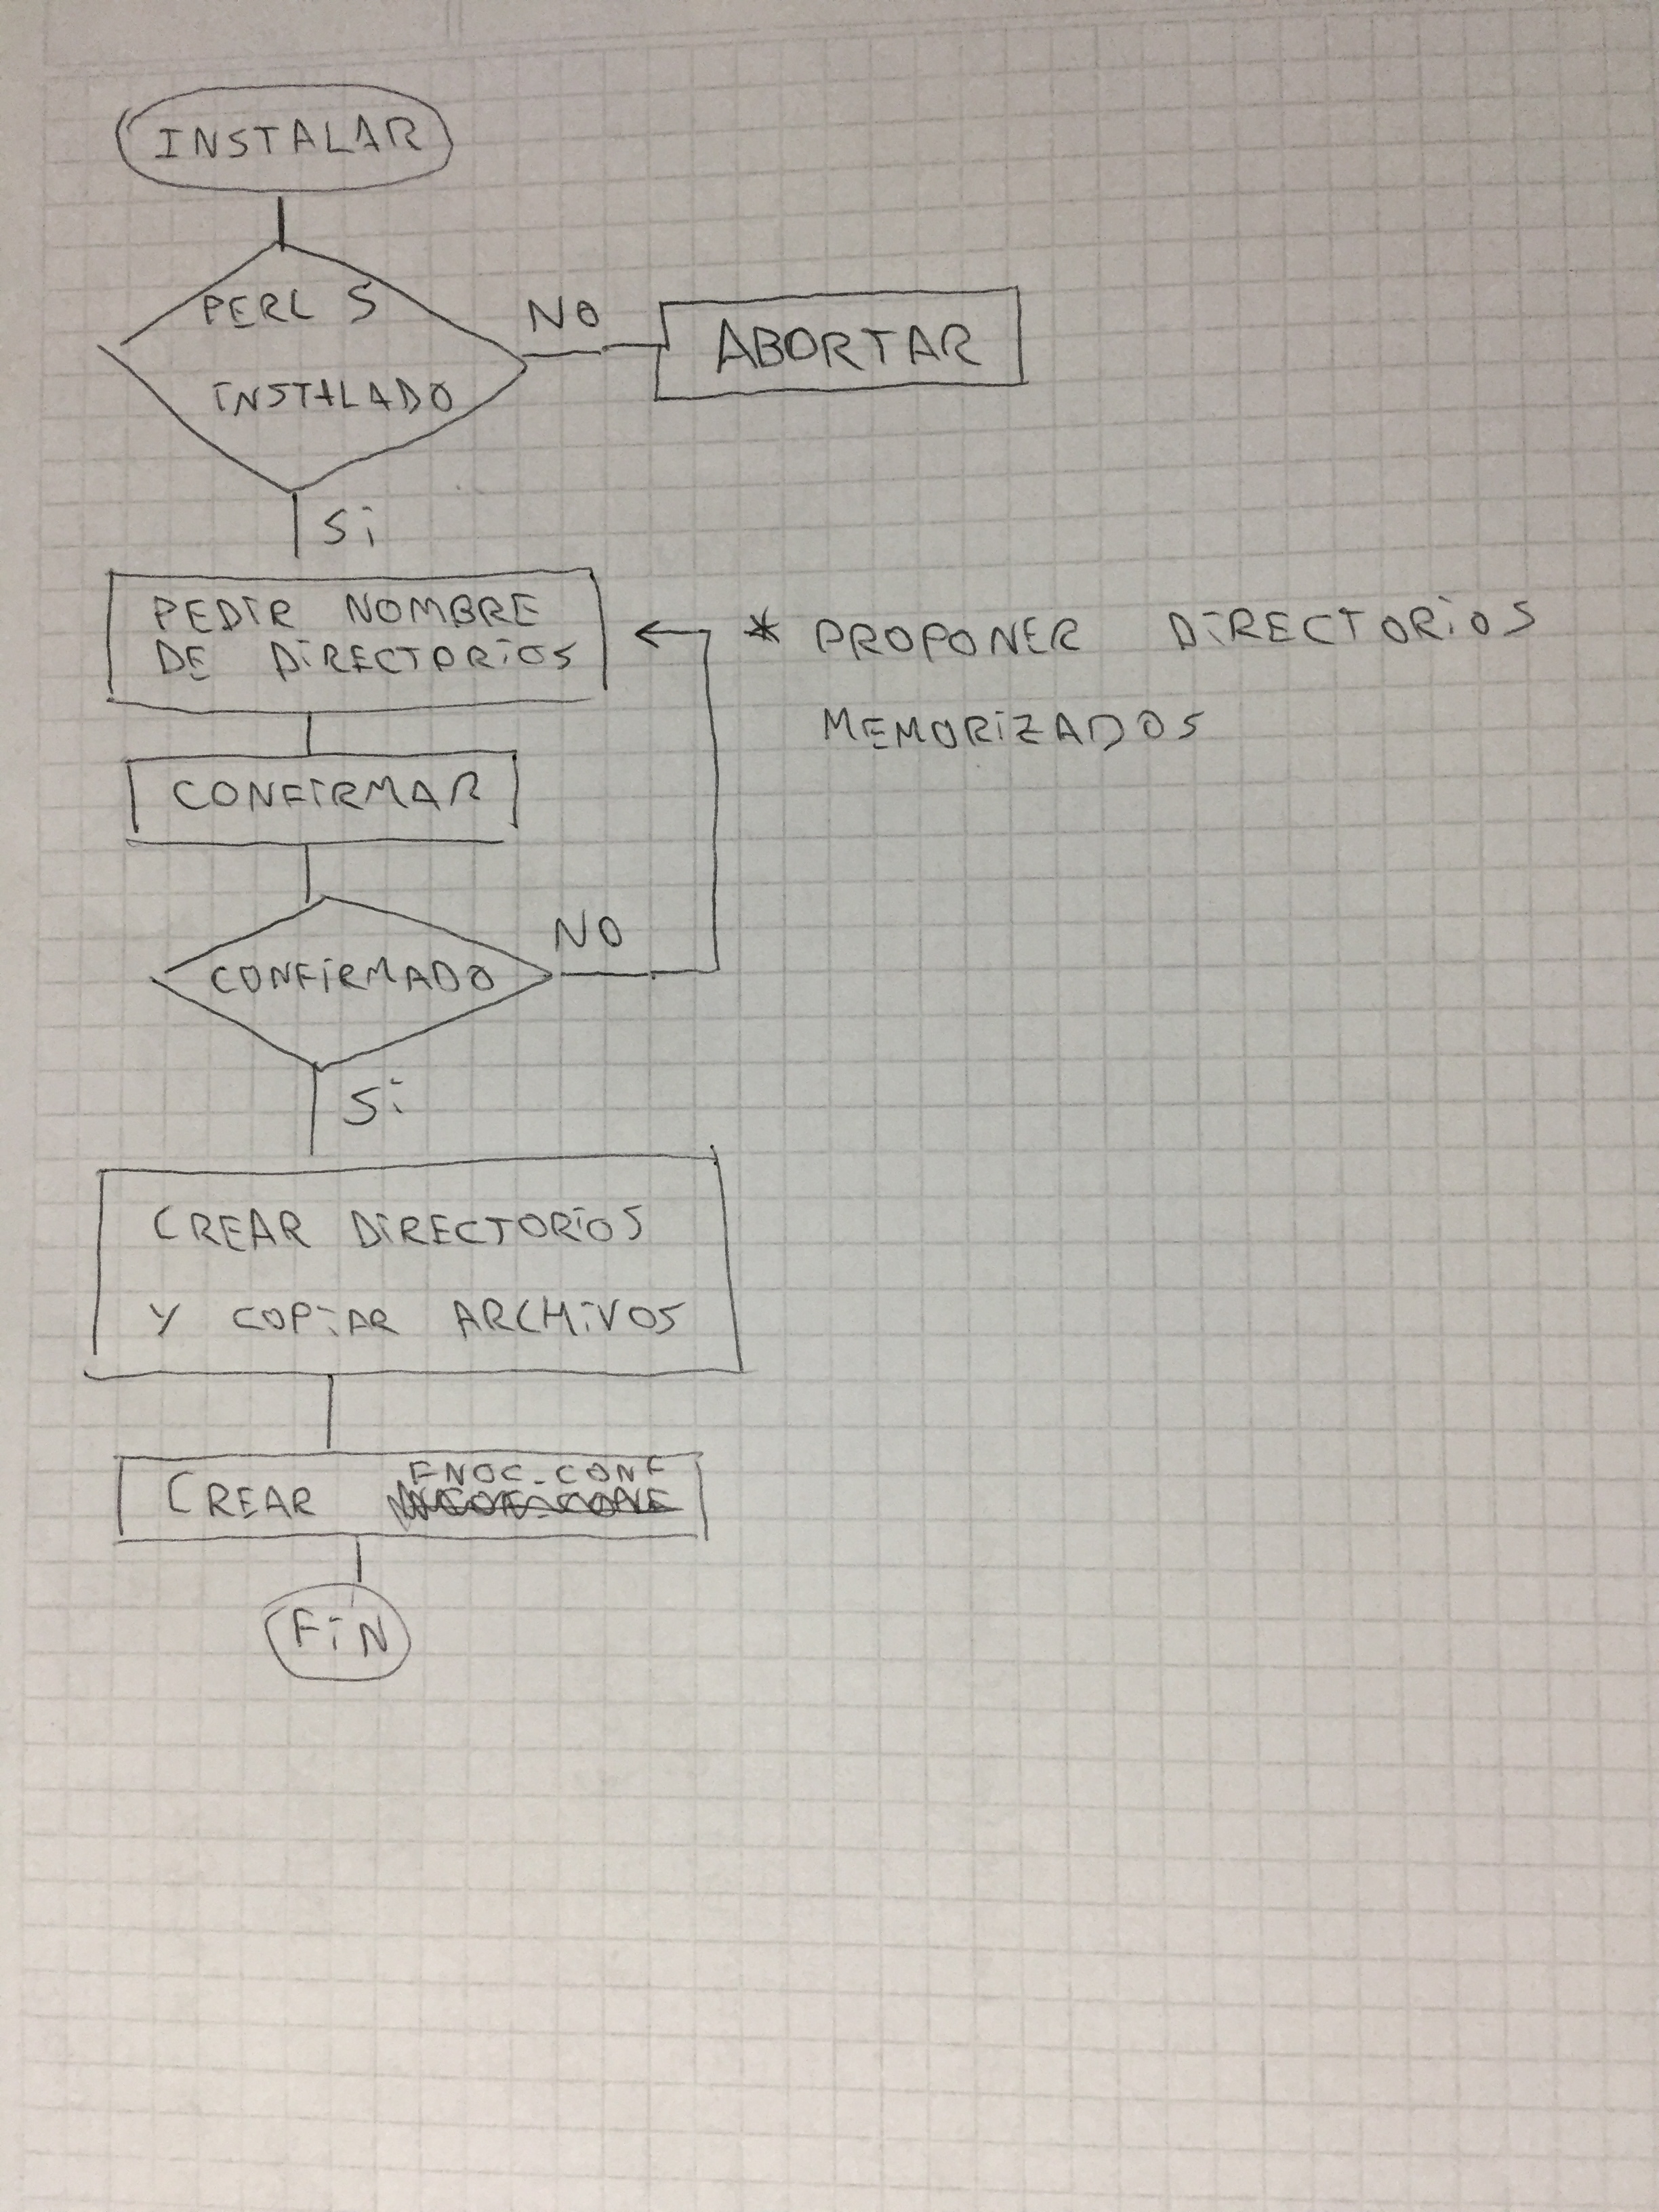 INSTALAR
PERL 5
INSTALADO
NO
ABORTAR
Si
PEDIR NOMBRE
DE DIRECTORIOS
* PROPONER DIRECTORIOS
MEMORIZADOS
CONFIRMAR
NO
CONFIRMADO
Si
CREAR DIRECTORIOS
Y COPIAR ARCHIVOS
FNOC.CONF
CREAR
FIN